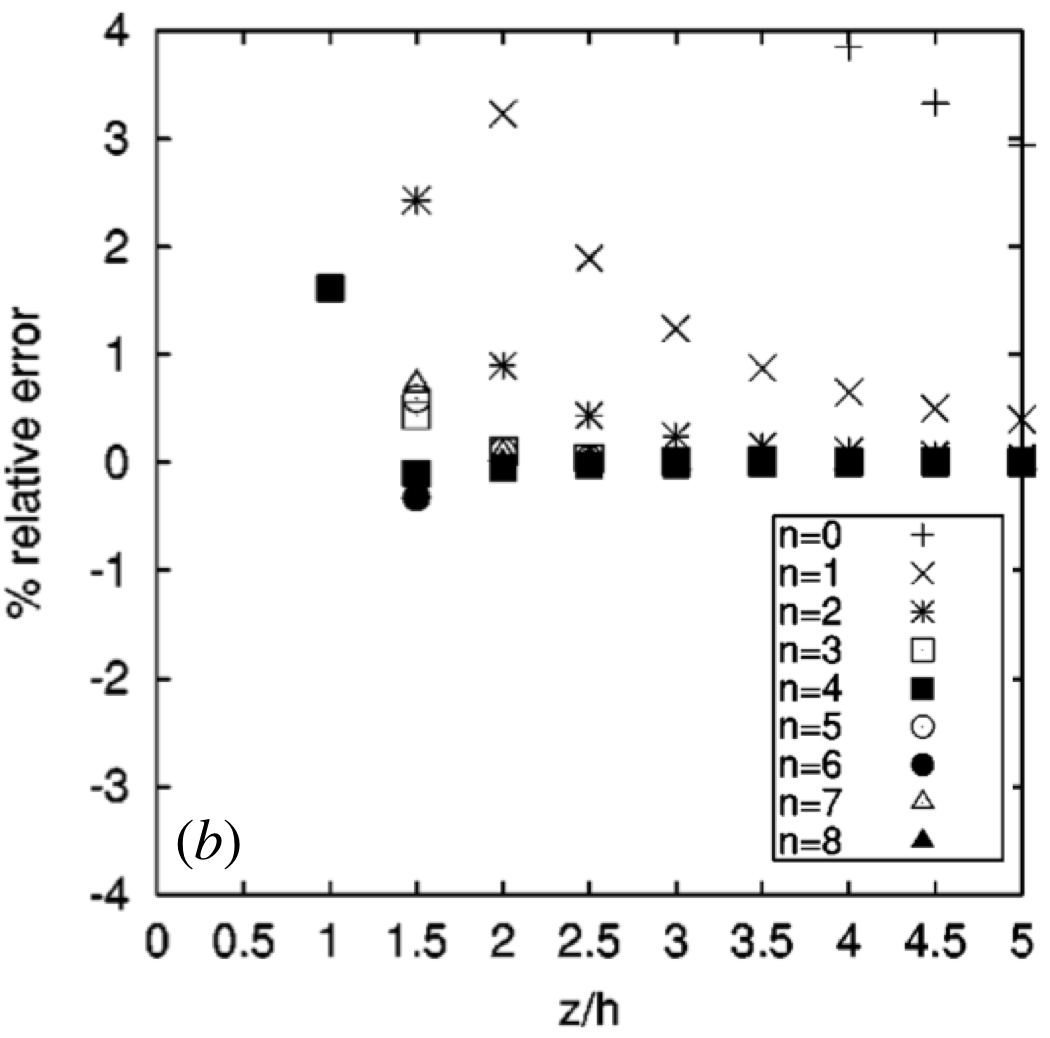 4
3
2
1
0
-1
-2
-3
-4
% relative error
n=0
n=1
n=2
n=3
n=4
n=5
n=6
n=7
n=8
(b)
0 0.5 1 1.5 2 2.5 3 3.5 4 4.5 5
z/h